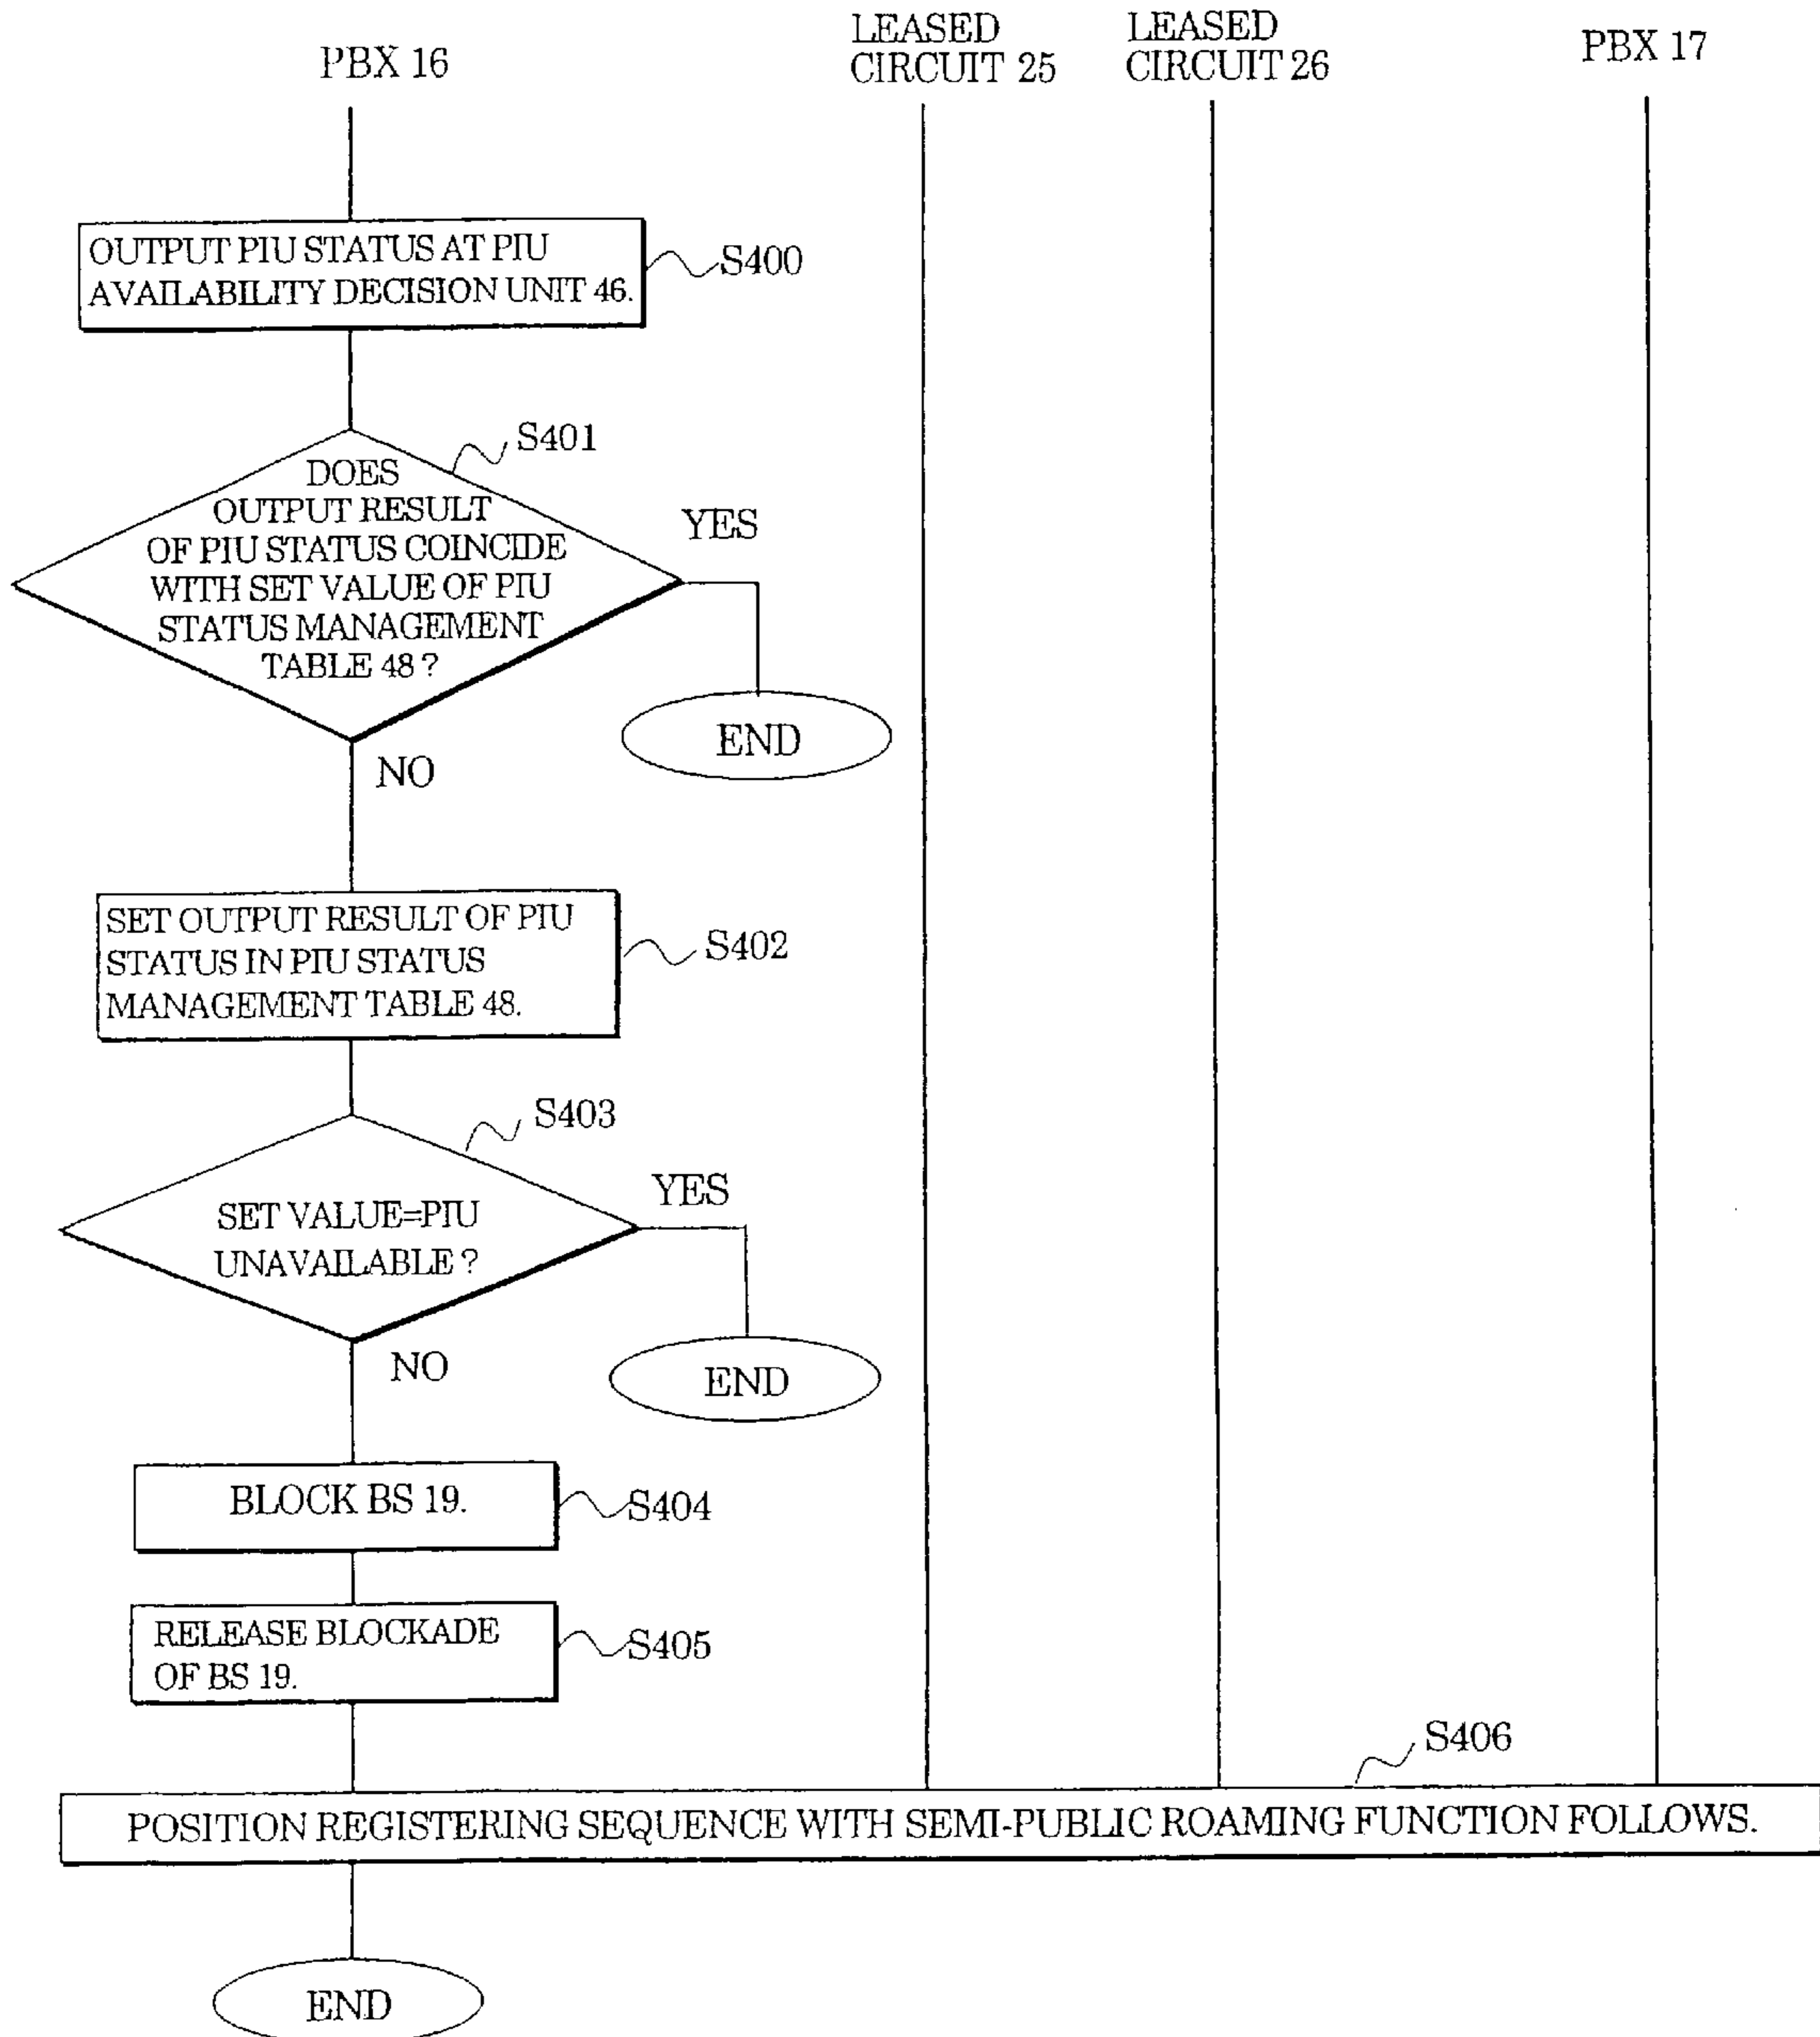 PBX 16
LEASED
CIRCUIT 25
LEASED
CIRCUIT 26
PBX 17
OUTPUT PIU STATUS AT PIU
AVAILABILITY DECISION UNIT 46.
S400
S401
DOES
OUTPUT RESULT
OF PIU STATUS COINCIDE
WITH SET VALUE OF PIU
STATUS MANAGEMENT
TABLE 48 ?
YES
END
NO
SET OUTPUT RESULT OF PIU
STATUS IN PIU STATUS
MANAGEMENT TABLE 48.
S402
S403
SET VALUE=PIU
UNAVAILABLE ?
YES
END
NO
BLOCK BS 19.
S404
RELEASE BLOCKADE
OF BS 19.
S405
S406
POSITION REGISTERING SEQUENCE WITH SEMI-PUBLIC ROAMING FUNCTION FOLLOWS.
END